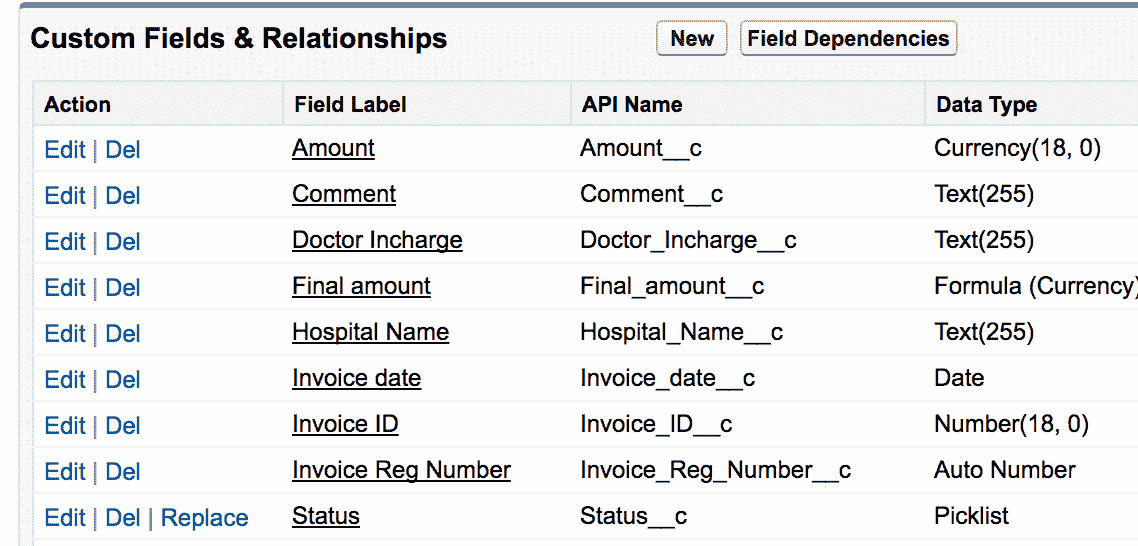 Custom Fields & Relationships New Field Dependencies
Action Field Label API Name Data Type
Edit | Del Amount Amount__c Currency(18, 0)
Edit | Del Comment Comment__c Text(255)
Edit | Del Doctor Incharge Doctor_Incharge__c Text(255)
Edit | Del Final amount Final_amount__c Formula (Currency)
Edit | Del Hospital Name Hospital_Name__c Text(255)
Edit | Del Invoice date Invoice_date__c Date
Edit | Del Invoice ID Invoice_ID__c Number(18, 0)
Edit | Del Invoice Reg Number Invoice_Reg_Number__c Auto Number
Edit | Del | Replace Status Status__c Picklist